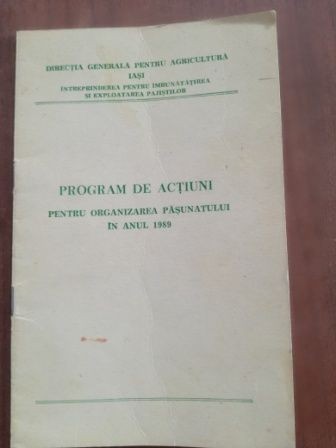 DIRECȚIA GENERALĂ PENTRU AGRICULTURĂ
IAȘI
ÎNTREPRINDEREA PENTRU ÎMBUNĂTĂȚIREA
ȘI EXPLOATAREA PAJIȘTILOR
PROGRAM DE ACȚIUNI
PENTRU ORGANIZAREA PĂȘUNATULUI
ÎN ANUL 1989